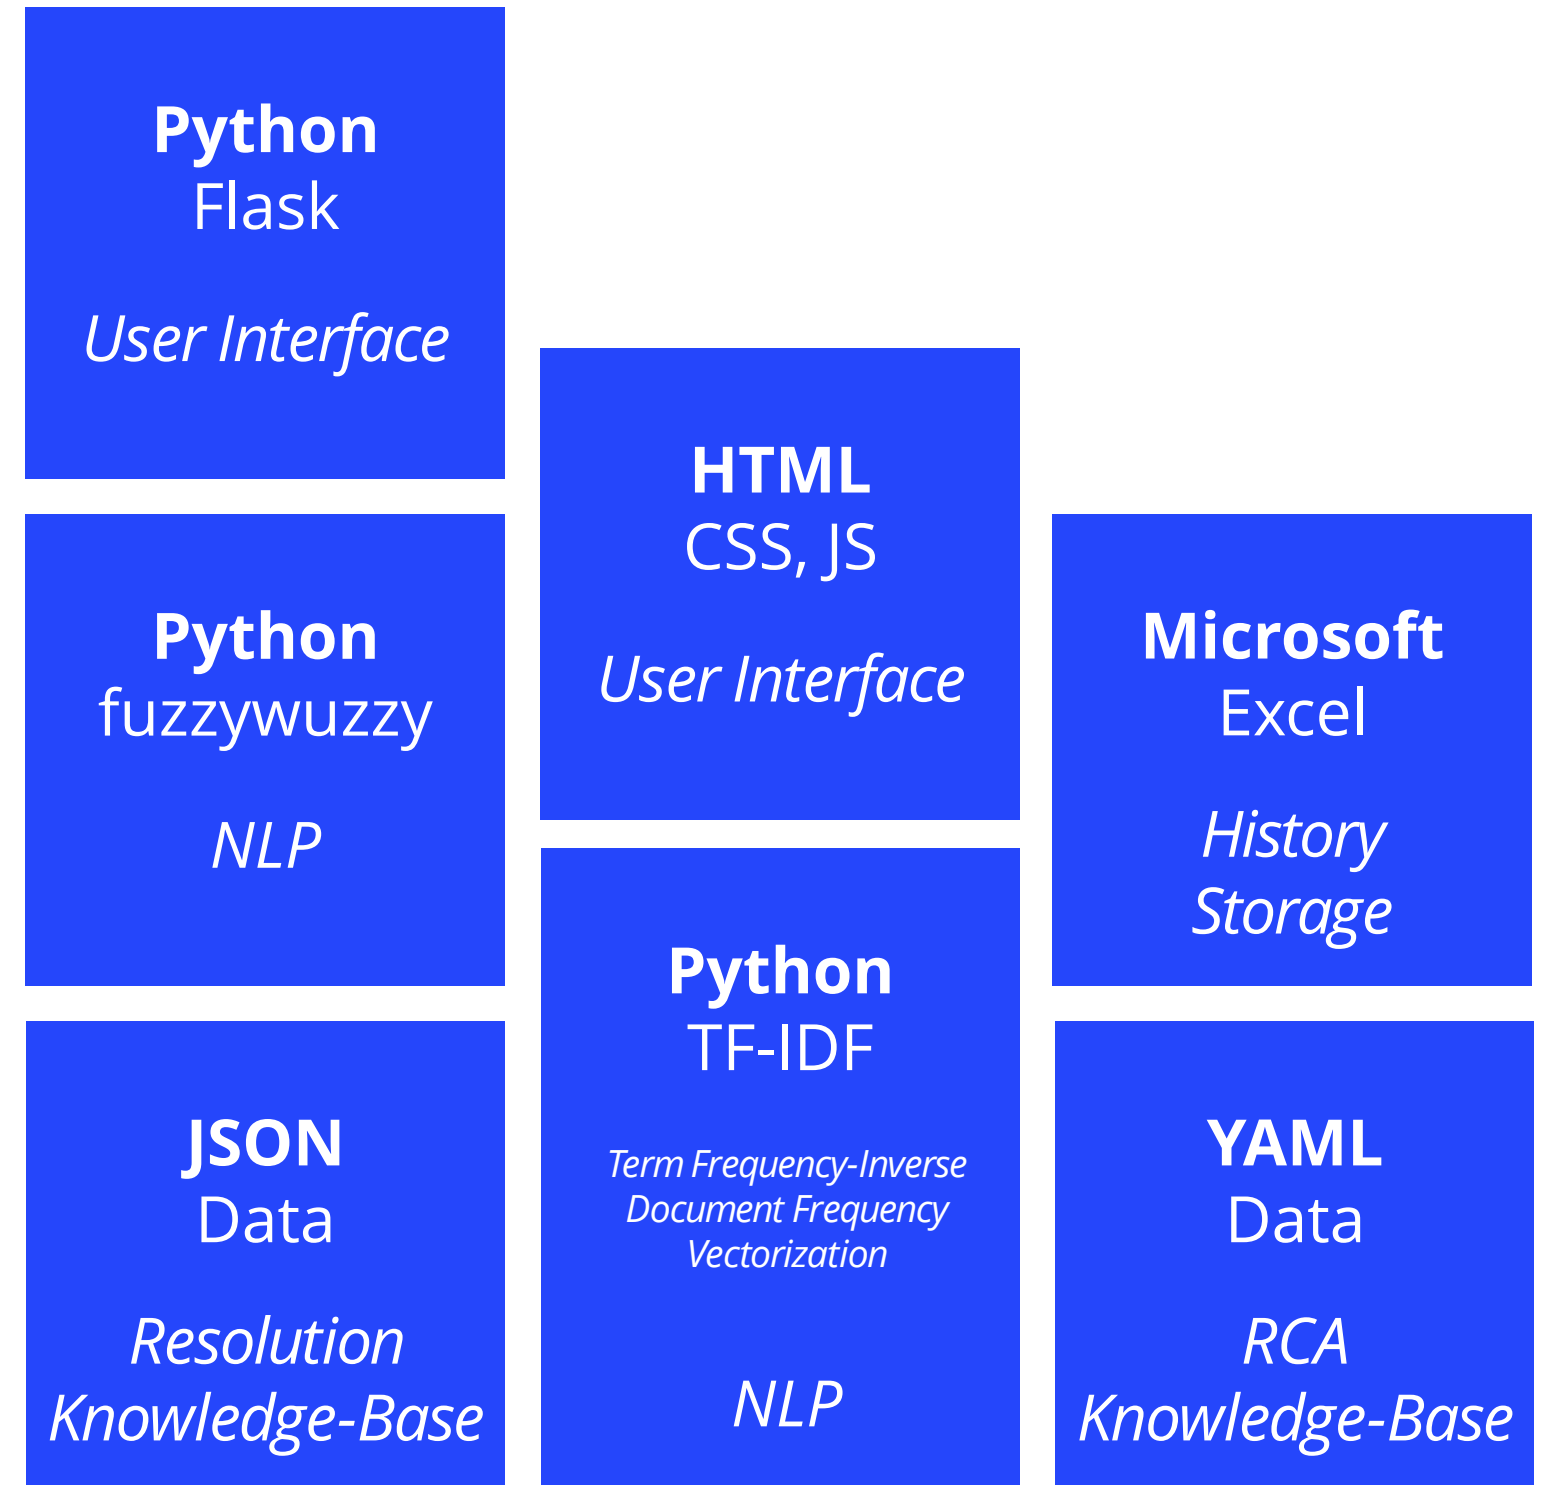 Python
Flask
User Interface
Python
fuzzywuzzy
NLP
JSON
Data
Resolution
Knowledge-Base
HTML
CSS, JS
User Interface
Python
TF-IDF
Term Frequency-Inverse
Document Frequency
Vectorization
NLP
Microsoft
Excel
History
Storage
YAML
Data
RCA
Knowledge-Base